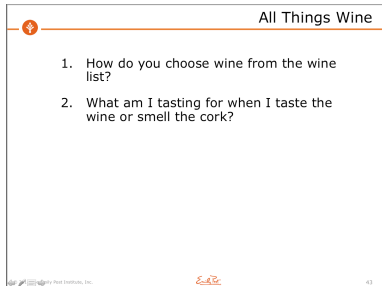 All Things Wine
1. How do you choose wine from the wine
list?
2. What am I tasting for when I taste the
wine or smell the cork?
Post Institute, Inc.
43